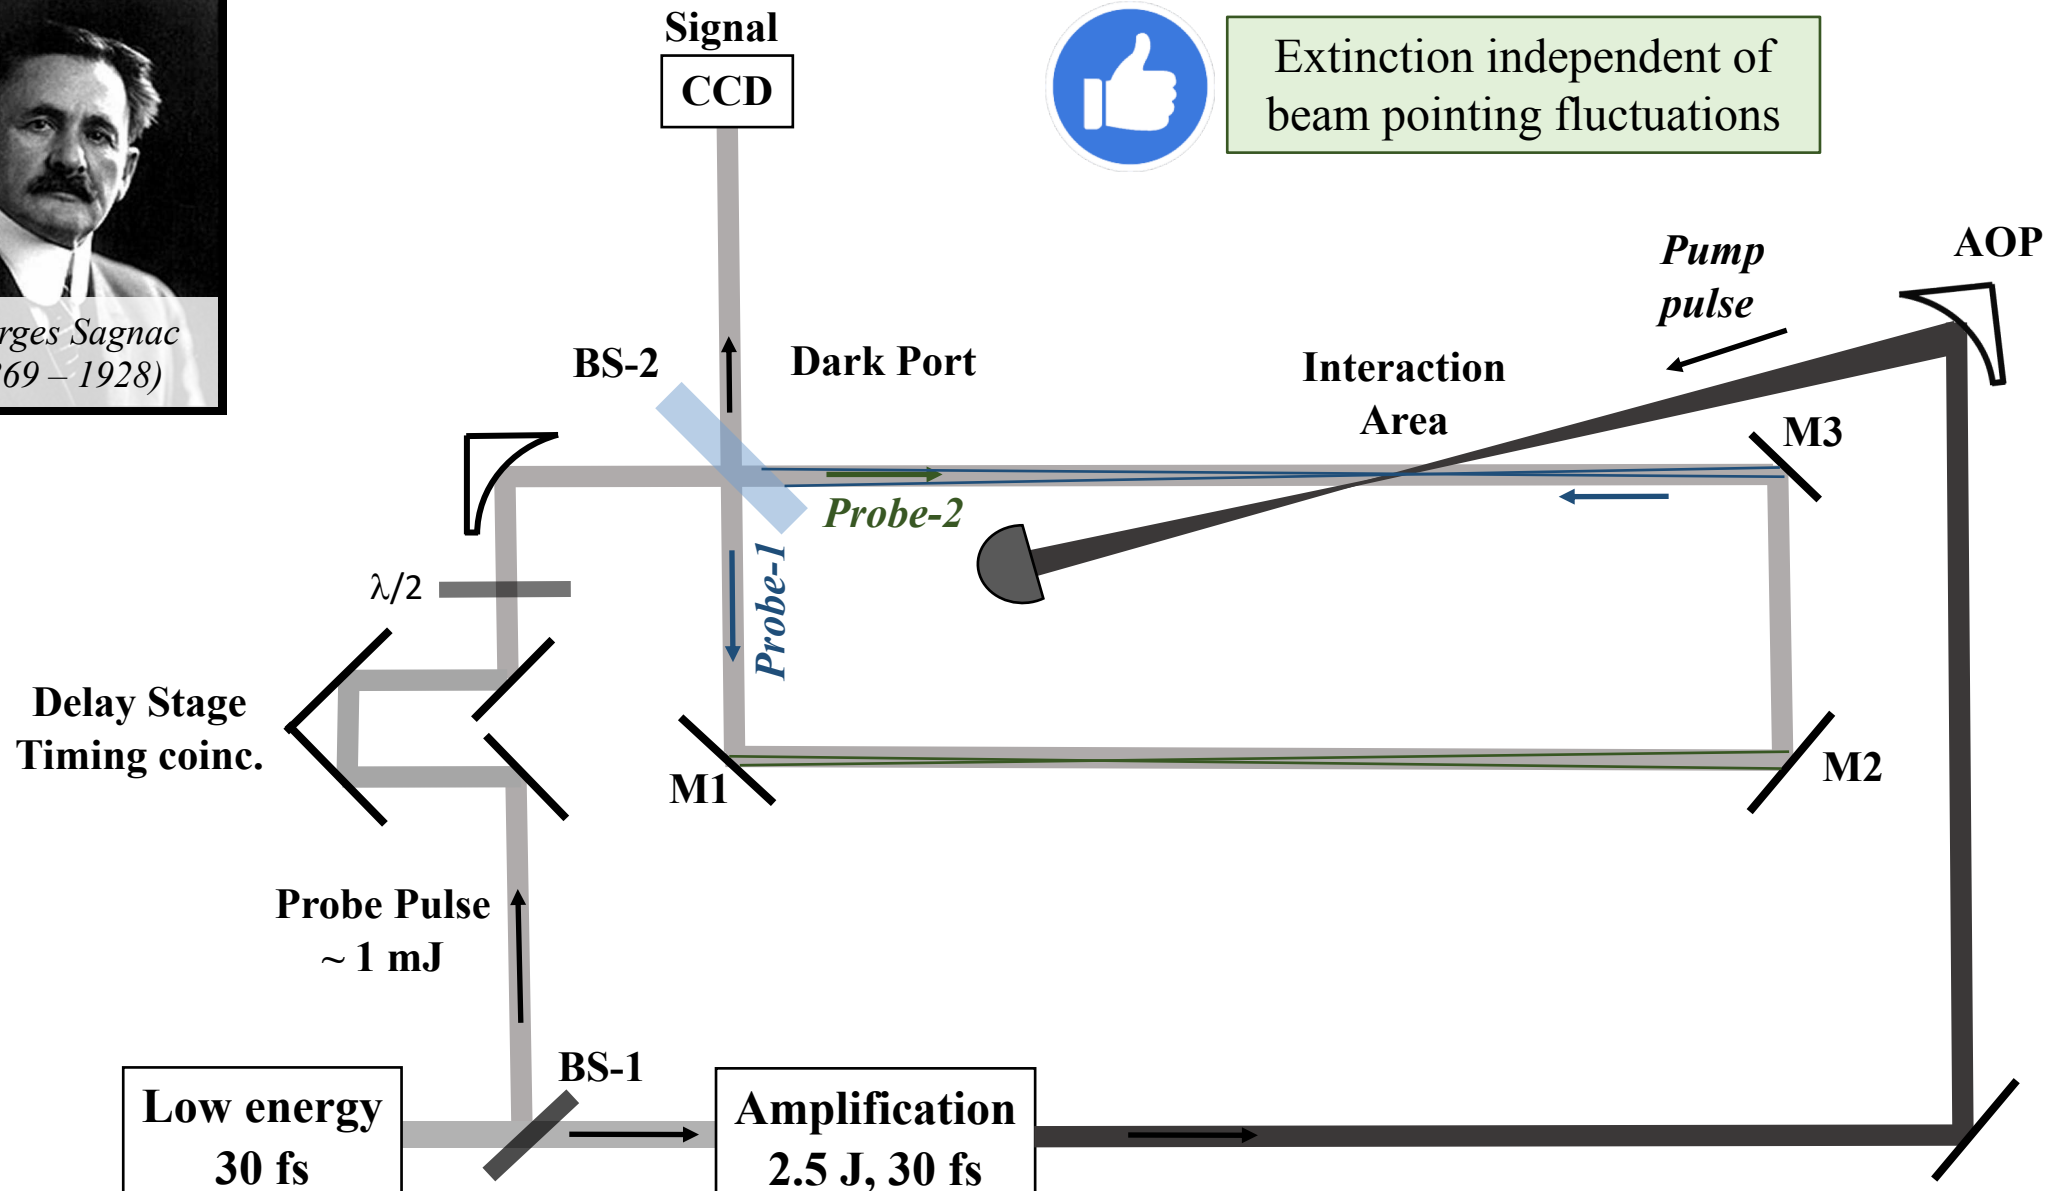 Signal
CCD
Extinction independent of
beam pointing fluctuations
Sagnac
– 1928)
BS-2
Dark Port
Interaction
Area
Pump
pulse
AOP
M3
Probe-2
Probe-1
λ/2
Delay Stage
Timing coinc.
M1
M2
Probe Pulse
~ 1 mJ
BS-1
Low energy
30 fs
Amplification
2.5 J, 30 fs